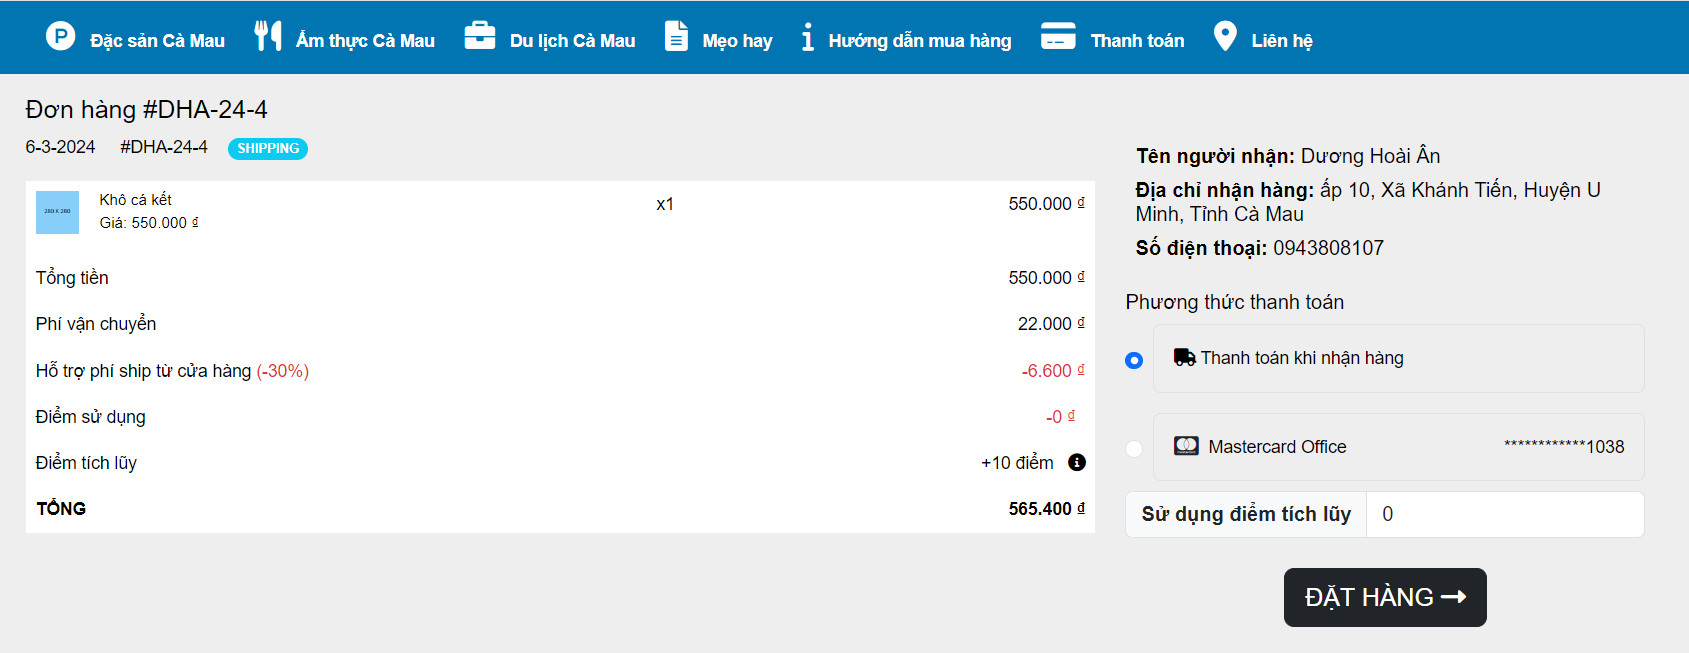 Đặc sản Cà Mau Ẩm thực Cà Mau Du lịch Cà Mau Mẹo hay Hướng dẫn mua hàng Thanh toán Liên hệ
Đơn hàng #DHA-24-4
6-3-2024 #DHA-24-4 SHIPPING
280 X 280
Khô cá kết x1 550.000 ₫
Giá: 550.000 ₫
Tổng tiền 550.000 ₫
Phí vận chuyển 22.000 ₫
Hỗ trợ phí ship từ cửa hàng (-30%) -6.600 ₫
Điểm sử dụng -0 ₫
Điểm tích lũy +10 điểm
TỔNG 565.400 ₫
Tên người nhận: Dương Hoài Ân
Địa chỉ nhận hàng: ấp 10, Xã Khánh Tiến, Huyện U
Minh, Tỉnh Cà Mau
Số điện thoại: 0943808107
Phương thức thanh toán
Thanh toán khi nhận hàng
Mastercard Office ************1038
Sử dụng điểm tích lũy 0
ĐẶT HÀNG